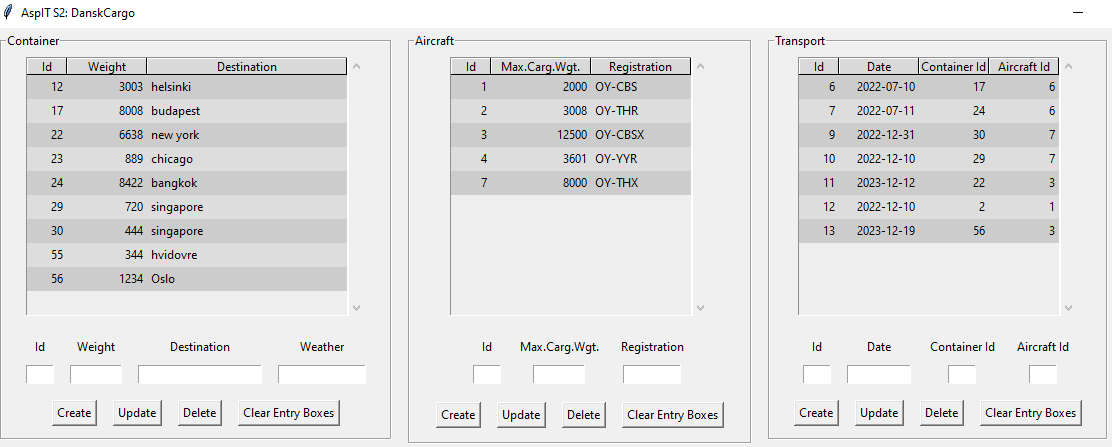 AspIT S2: DanskCargo
Container
Id Weight Destination
12 3003 helsinki
17 8008 budapest
22 6638 new york
23 889 chicago
24 8422 bangkok
29 720 singapore
30 444 singapore
55 344 hvidovre
56 1234 Oslo
Id Weight Destination Weather
Create Update Delete Clear Entry Boxes
Aircraft
Id Max.Carg.Wgt. Registration
1 2000 OY-CBS
2 3008 OY-THR
3 12500 OY-CBSX
4 3601 OY-YYR
7 8000 OY-THX
Id Max.Carg.Wgt. Registration
Create Update Delete Clear Entry Boxes
Transport
Id Date Container Id Aircraft Id
6 2022-07-10 17 6
7 2022-07-11 24 6
9 2022-12-31 30 7
10 2022-12-10 29 7
11 2023-12-12 22 3
12 2022-12-10 2 1
13 2023-12-19 56 3
Id Date Container Id Aircraft Id
Create Update Delete Clear Entry Boxes